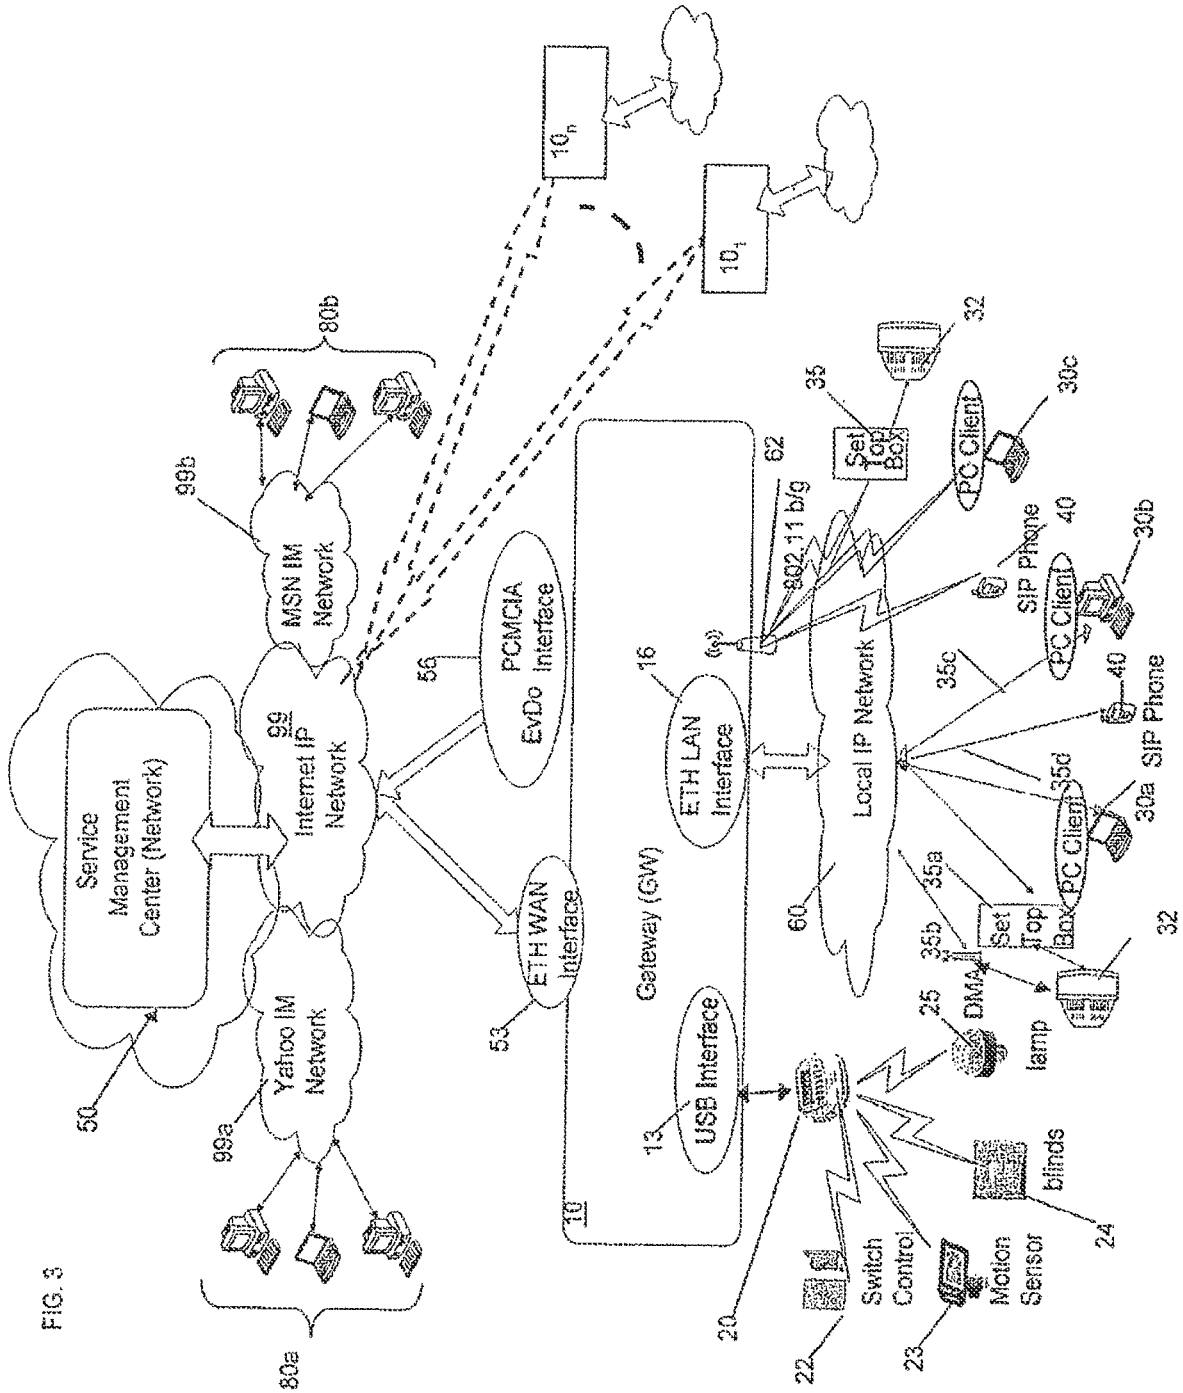 FIG. 3
50
Service
Management
Center (Network)
99a
Yahoo IM
Network
99
Internet IP
Network
99b
MSN IM
Network
80a
80b
53
ETH WAN
Interface
56
PCMCIA
EvDo Interface
10
Gateway (GW)
13
USB Interface
16
ETH LAN
Interface
62
802.11 b/g
10n
101
60
Local IP Network
20
22
Switch
Control
23
Motion
Sensor
24
blinds
25
lamp
DMA
35b
35a
Set
Top
Box
32
PC Client
30a
35d
SIP Phone
40
35c
PC Client
30b
SIP Phone
40
PC Client
30c
35
Set
Top
Box
32